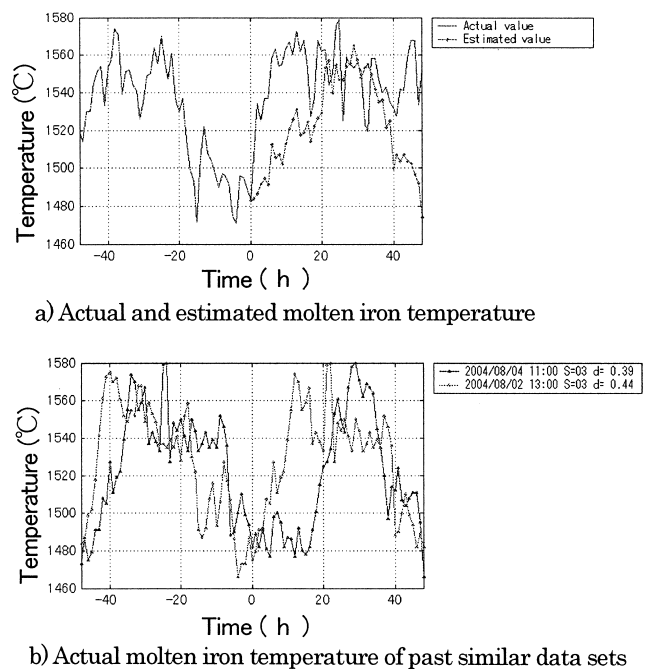 1580
1560
1540
1520
1500
1480
1460
Temperature (℃)
-40
-20
0
20
40
Time ( h )
Actual value
Estimated value
a) Actual and estimated molten iron temperature
1580
1560
1540
1520
1500
1480
1460
Temperature (℃)
-40
-20
0
20
40
Time ( h )
2004/08/04 11:00 S=03 d= 0.39
2004/08/02 13:00 S=03 d= 0.44
b) Actual molten iron temperature of past similar data sets